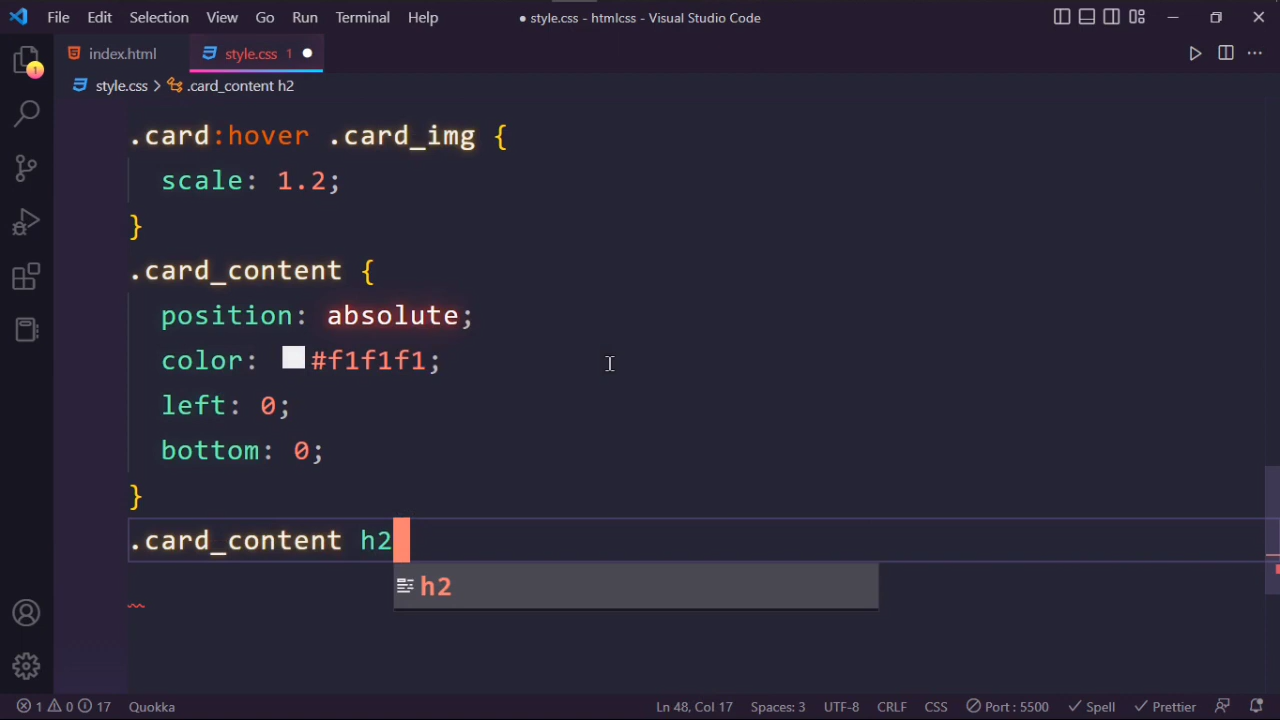 File Edit Selection View Go Run Terminal Help ● style.css - htmlcss - Visual Studio Code
index.html style.css 1 ●
1
style.css > .card_content h2
.card:hover .card_img {
scale: 1.2;
}
.card_content {
position: absolute;
color: #f1f1f1;
left: 0;
bottom: 0;
}
.card_content h2
h2
1 0 17 Quokka Ln 48, Col 17 Spaces: 3 UTF-8 CRLF CSS Port : 5500 Spell Prettier